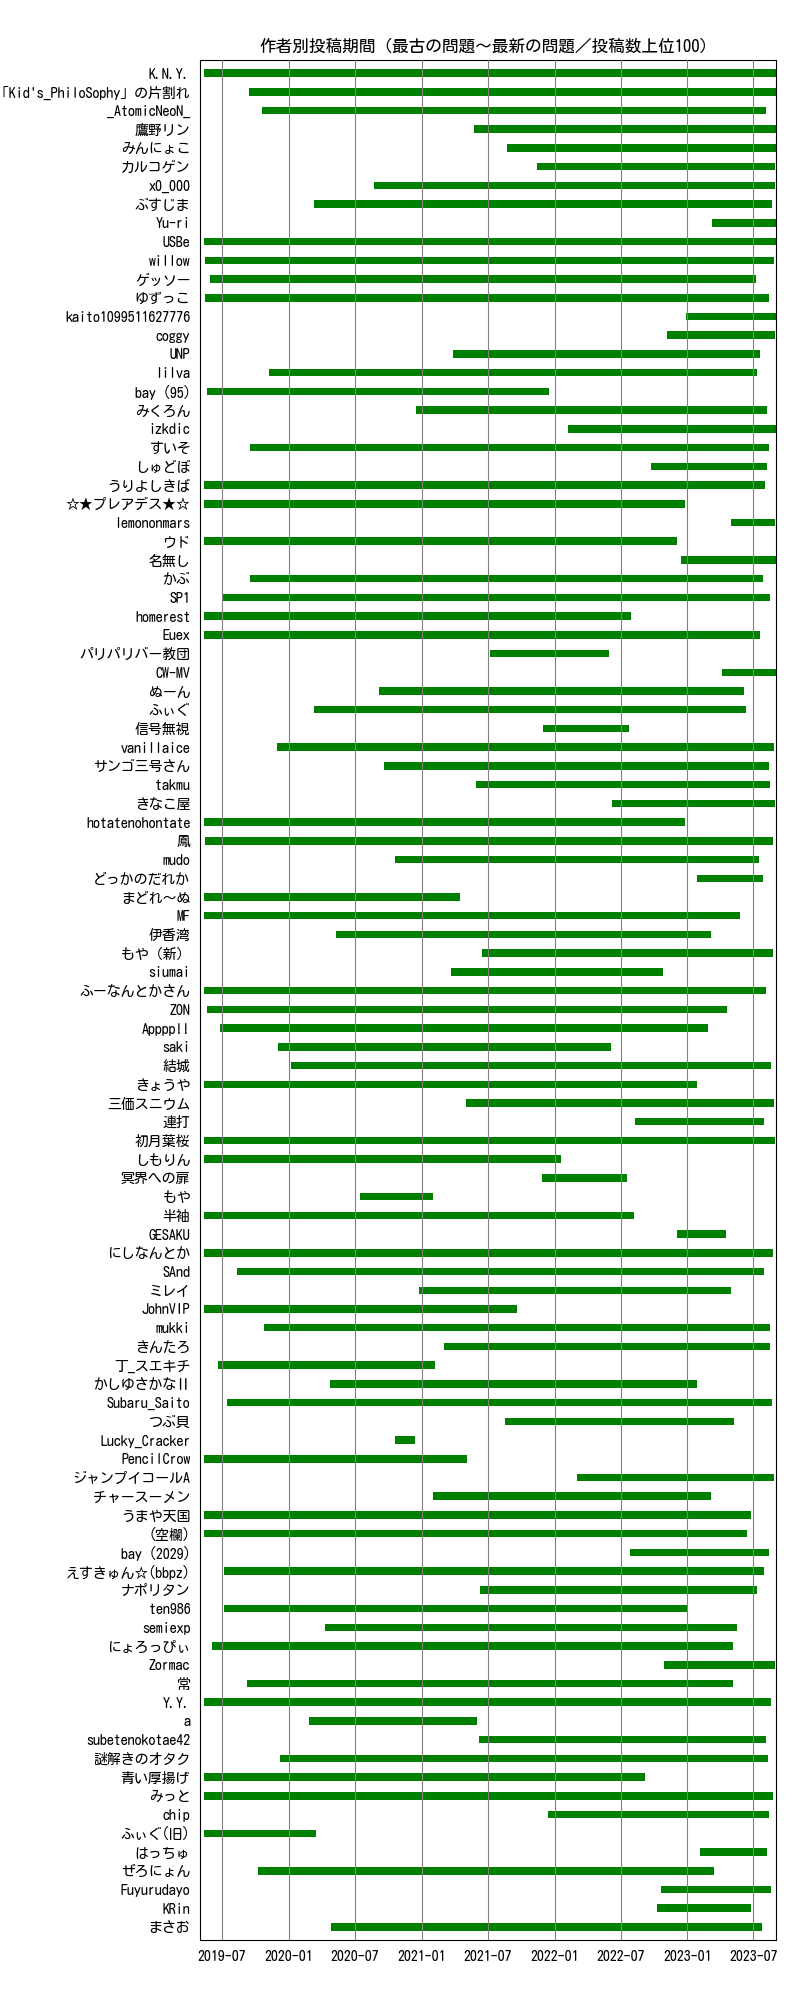 作者別投稿期間（最古の問題～最新の問題／投稿数上位100）
K.N.Y.
「Kid's_PhiloSophy」の片割れ
_AtomicNeoN_
鷹野リン
みんにょこ
カルコゲン
x0_000
ぶすじま
Yu-ri
USBe
willow
ゲッソー
ゆずっこ
kaito1099511627776
coggy
UNP
lilva
bay (95)
みくろん
izkdic
すいそ
しゅどぼ
うりよしきば
☆★プレアデス★☆
lemononmars
ウド
名無し
かぶ
SP1
homerest
Euex
パリパリバー教団
CW-MV
ぬーん
ふぃぐ
信号無視
vanillaice
サンゴ三号さん
takmu
きなこ屋
hotatenohontate
鳳
mudo
どっかのだれか
まどれ～ぬ
MF
伊香湾
もや（新）
siumai
ふーなんとかさん
ZON
Appppll
saki
結城
きょうや
三価スニウム
連打
初月葉桜
しもりん
冥界への扉
もや
半袖
GESAKU
にしなんとか
SAnd
ミレイ
JohnVIP
mukki
きんたろ
丁_スエキチ
かしゆさかなII
Subaru_Saito
つぶ貝
Lucky_Cracker
PencilCrow
ジャンプイコールA
チャースーメン
うまや天国
(空欄)
bay (2029)
えすきゅん☆(bbpz)
ナポリタン
ten986
semiexp
にょろっぴぃ
Zormac
常
Y.Y.
a
subetenokotae42
謎解きのオタク
青い厚揚げ
みっと
chip
ふぃぐ(旧)
はっちゅ
ぜろにょん
Fuyurudayo
KRin
まさお
2019-07 2020-01 2020-07 2021-01 2021-07 2022-01 2022-07 2023-01 2023-07